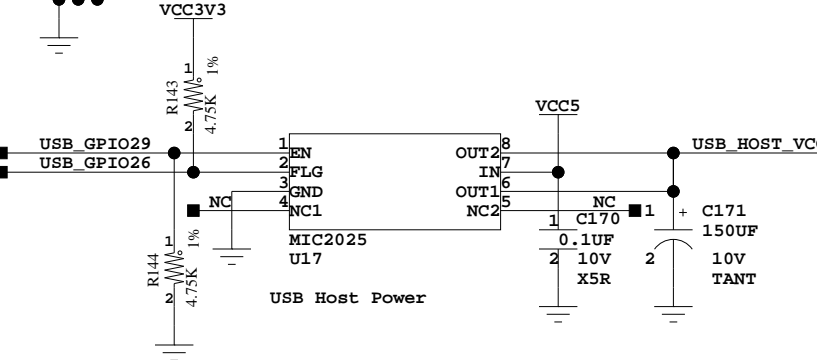 VCC3V3
1
1%
R143
4.75K
2
VCC5
USB_GPIO29
1
EN
OUT2
8
USB_HOST_VC
USB_GPIO26
2
FLG
IN
7
3
GND
OUT1
6
NC
4
NC1
NC2
5
NC
1
MIC2025
U17
1
C170
0.1UF
2
10V
X5R
+
C171
150UF
2
10V
TANT
1
1%
R144
4.75K
2
USB Host Power